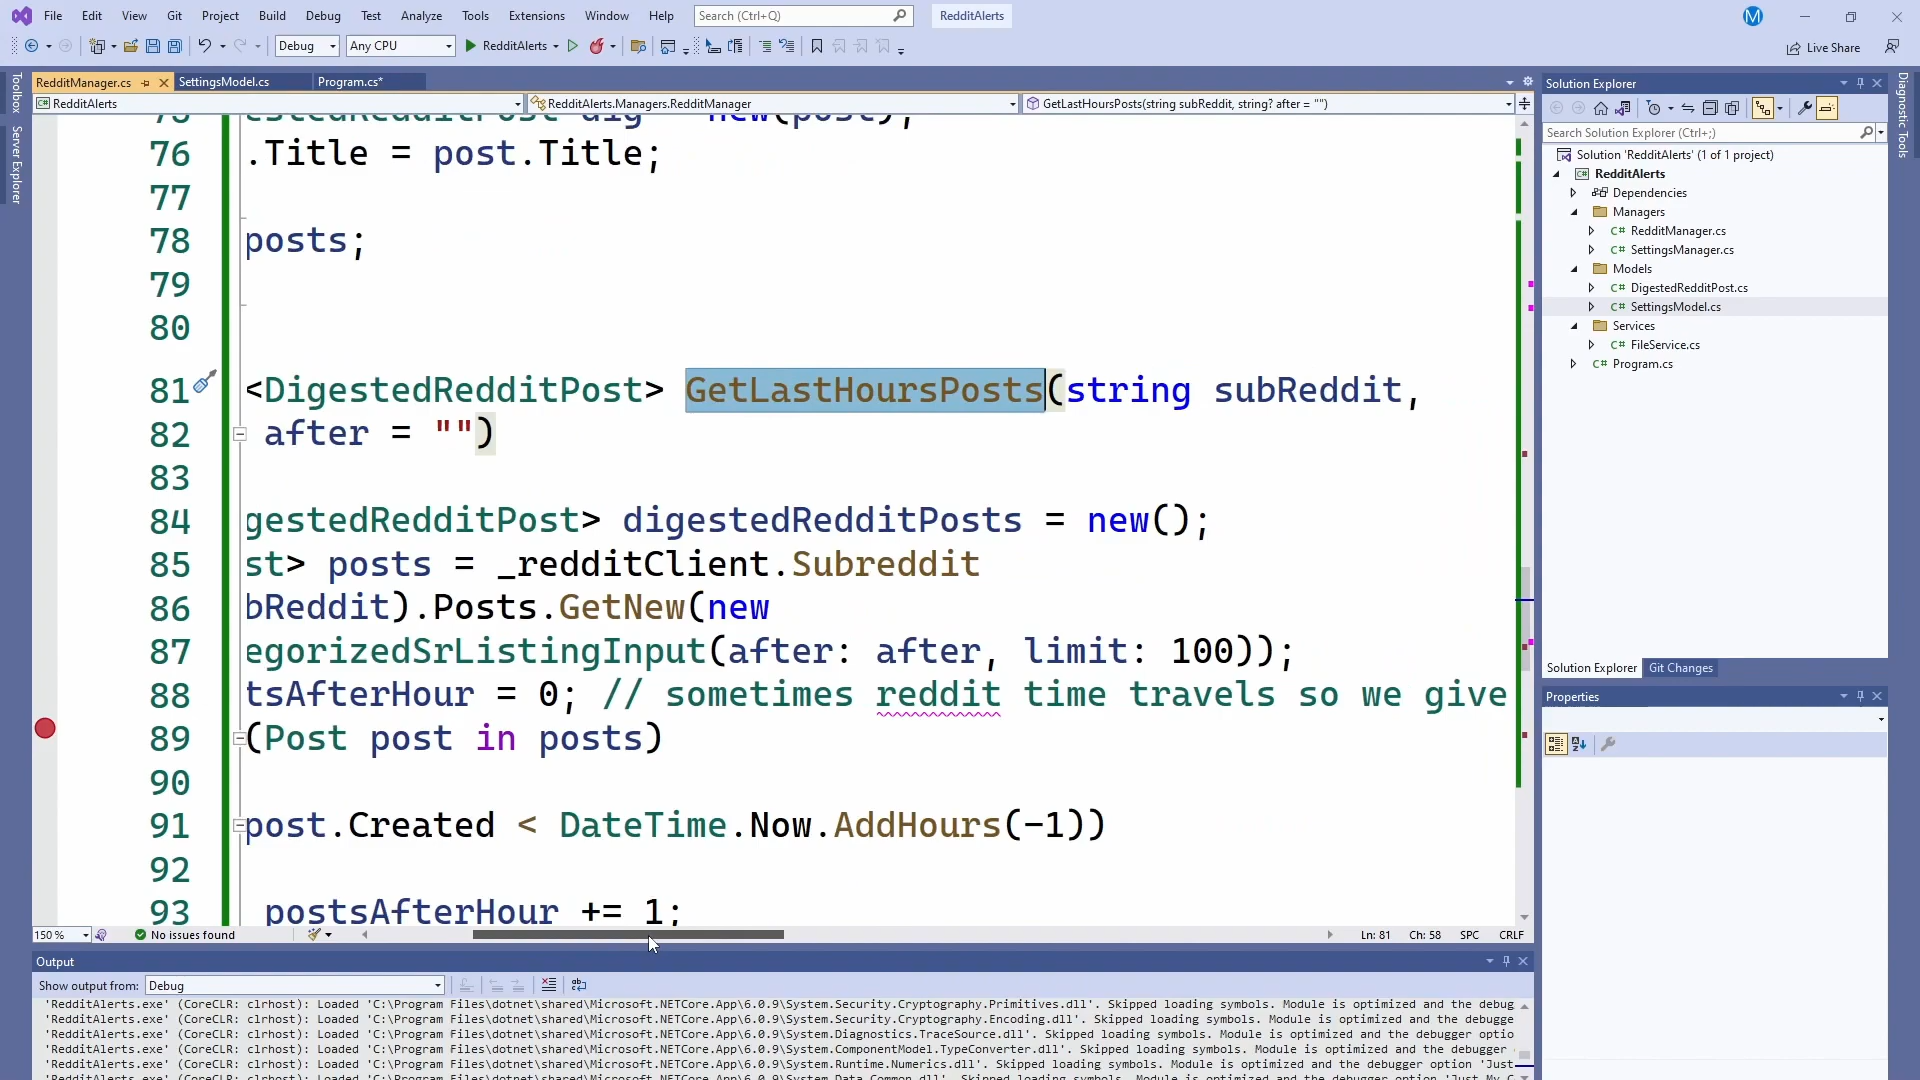 File Edit View Git Project Build Debug Test Analyze Tools Extensions Window Help Search (Ctrl+Q) RedditAlerts M
Debug Any CPU RedditAlerts Live Share
Toolbox
Server Explorer
RedditManager.cs SettingsModel.cs Program.cs*
RedditAlerts RedditAlerts.Managers.RedditManager GetLastHoursPosts(string subReddit, string? after = "")
76 .Title = post.Title;
77
78 posts;
79
80
81 <DigestedRedditPost> GetLastHoursPosts(string subReddit,
82 after = "")
83
84 gestedRedditPost> digestedRedditPosts = new();
85 st> posts = _redditClient.Subreddit
86 bReddit).Posts.GetNew(new
87 egorizedSrListingInput(after: after, limit: 100));
88 tsAfterHour = 0; // sometimes reddit time travels so we give
89 (Post post in posts)
90
91 post.Created < DateTime.Now.AddHours(-1))
92
93 postsAfterHour += 1;
150 % No issues found Ln: 81 Ch: 58 SPC CRLF
Output
Show output from: Debug
'RedditAlerts.exe' (CoreCLR: clrhost): Loaded 'C:\Program Files\dotnet\shared\Microsoft.NETCore.App\6.0.9\System.Security.Cryptography.Primitives.dll'. Skipped loading symbols. Module is optimized and the debug
'RedditAlerts.exe' (CoreCLR: clrhost): Loaded 'C:\Program Files\dotnet\shared\Microsoft.NETCore.App\6.0.9\System.Security.Cryptography.Encoding.dll'. Skipped loading symbols. Module is optimized and the debugge
'RedditAlerts.exe' (CoreCLR: clrhost): Loaded 'C:\Program Files\dotnet\shared\Microsoft.NETCore.App\6.0.9\System.Diagnostics.TraceSource.dll'. Skipped loading symbols. Module is optimized and the debugger optio
'RedditAlerts.exe' (CoreCLR: clrhost): Loaded 'C:\Program Files\dotnet\shared\Microsoft.NETCore.App\6.0.9\System.ComponentModel.TypeConverter.dll'. Skipped loading symbols. Module is optimized and the debugger
'RedditAlerts.exe' (CoreCLR: clrhost): Loaded 'C:\Program Files\dotnet\shared\Microsoft.NETCore.App\6.0.9\System.Runtime.Numerics.dll'. Skipped loading symbols. Module is optimized and the debugger option 'Just
Solution Explorer
Search Solution Explorer (Ctrl+;)
Solution 'RedditAlerts' (1 of 1 project)
RedditAlerts
Dependencies
Managers
C# RedditManager.cs
C# SettingsManager.cs
Models
C# DigestedRedditPost.cs
C# SettingsModel.cs
Services
C# FileService.cs
C# Program.cs
Solution Explorer Git Changes
Properties
Diagnostic Tools